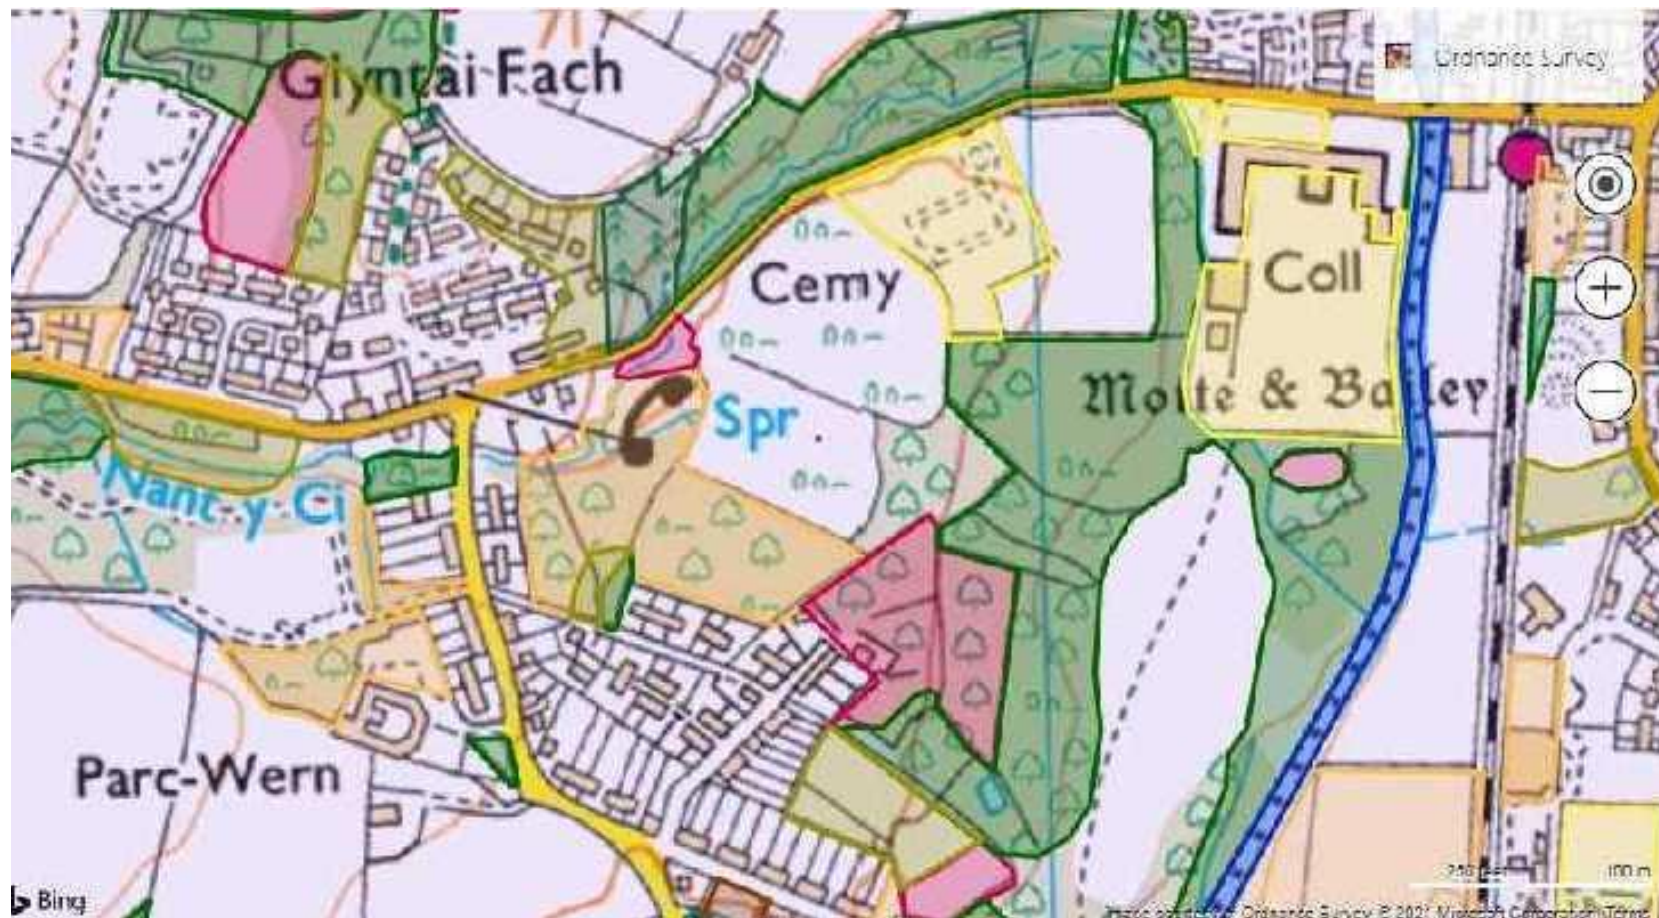 Glyntai Fach
Ordnance Survey
Cemy
Coll
Motte & Bailey
Spr
Nant y Ci
Parc-Wern
100 m
Bing